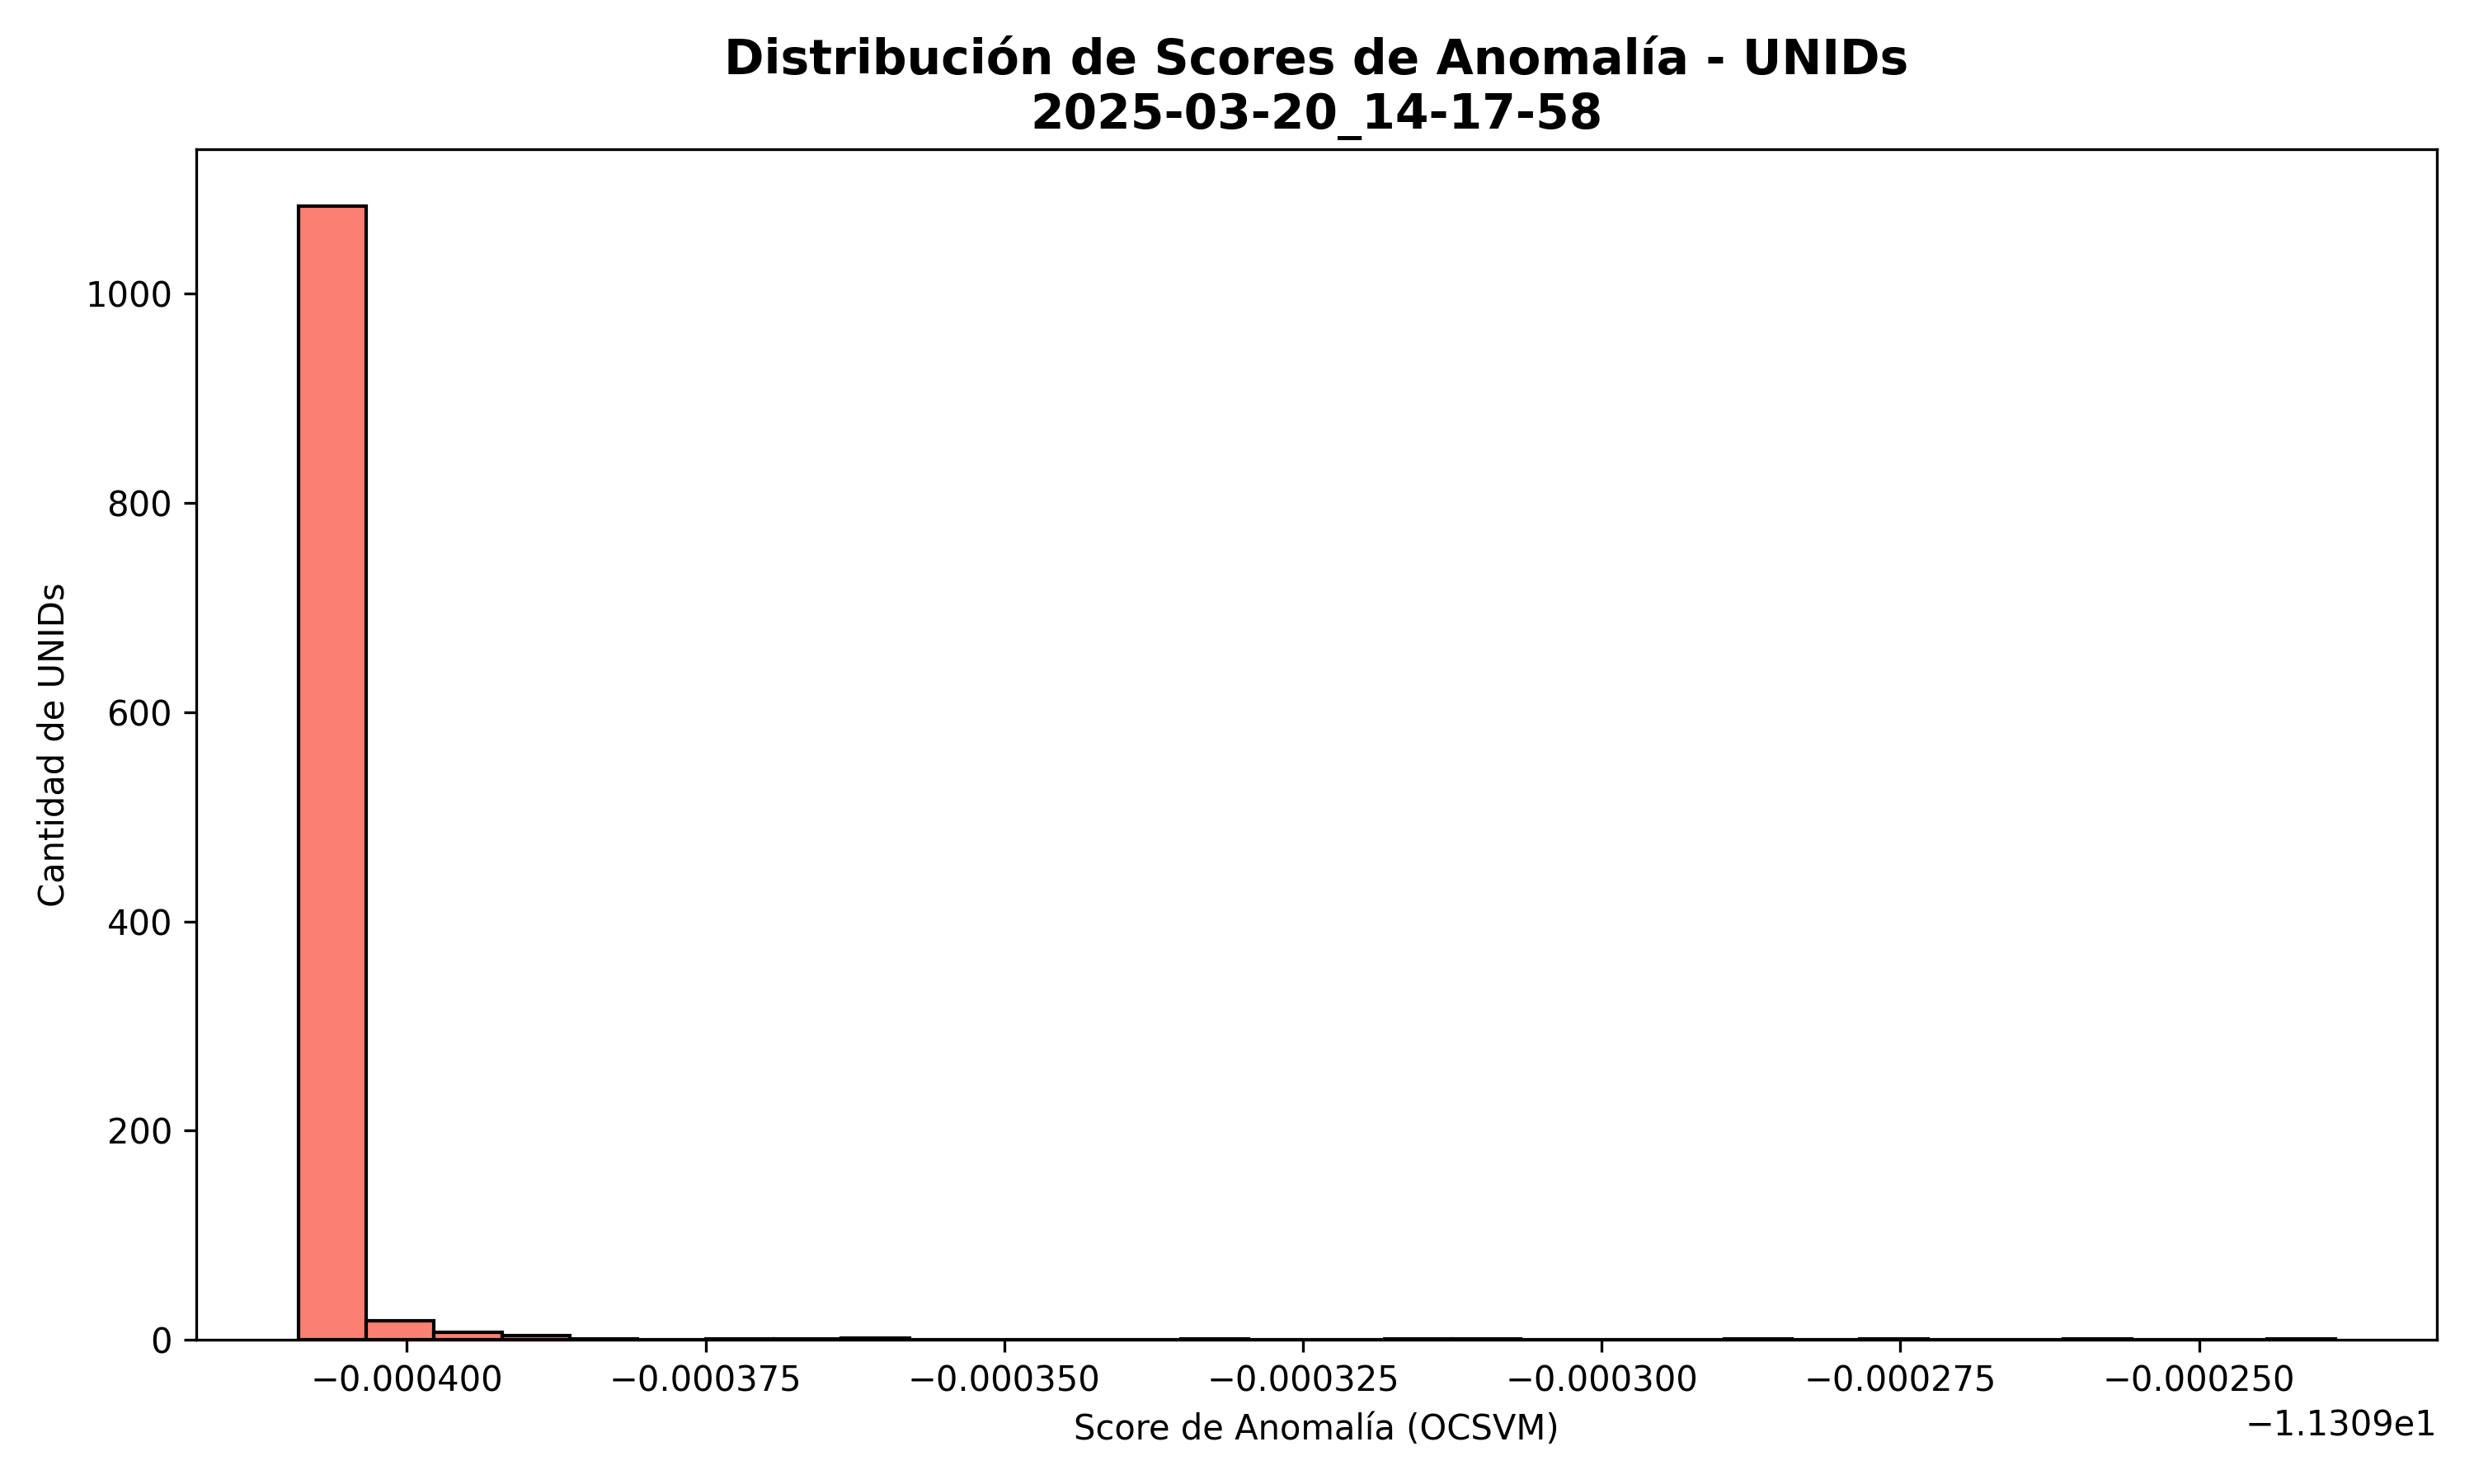 Distribución de Scores de Anomalía - UNIDs
2025-03-20_14-17-58
Cantidad de UNIDs
1000
800
600
400
200
0
−0.000400 −0.000375 −0.000350 −0.000325 −0.000300 −0.000275 −0.000250
Score de Anomalía (OCSVM)
−1.1309e1